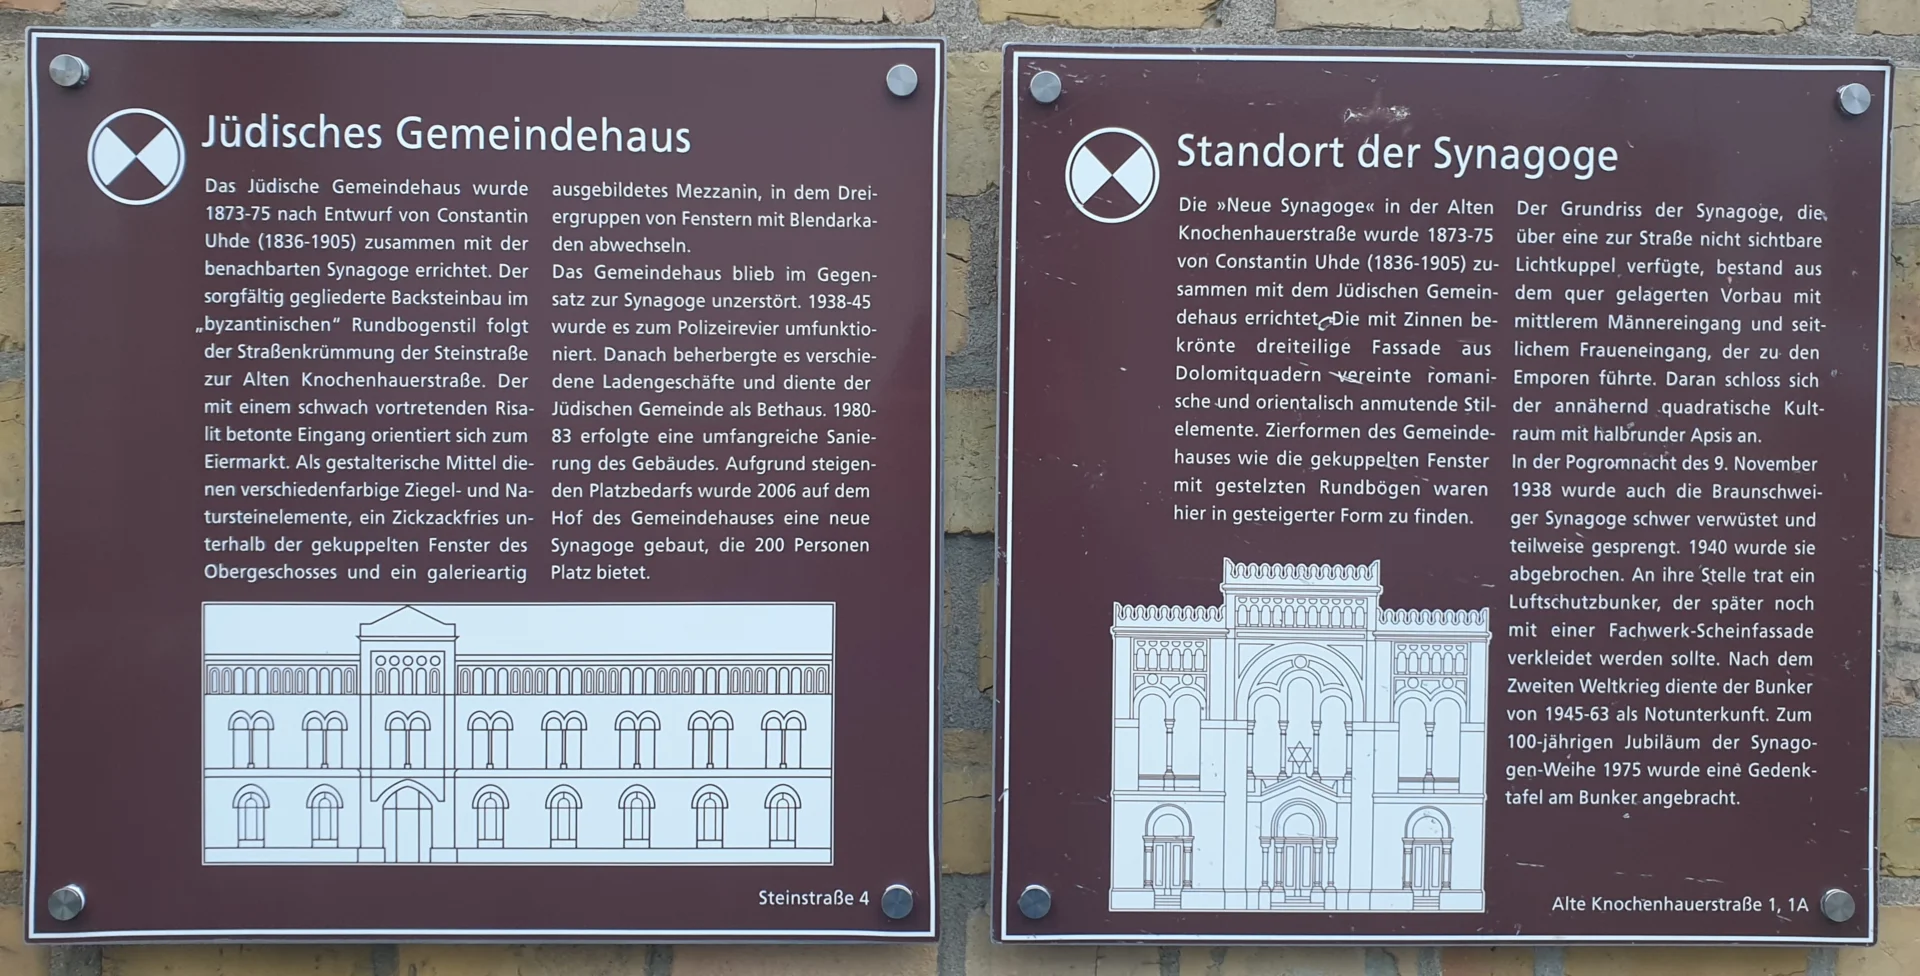 Jüdisches Gemeindehaus
Das Jüdische Gemeindehaus wurde
1873-75 nach Entwurf von Constantin
Uhde (1836-1905) zusammen mit der
benachbarten Synagoge errichtet. Der
sorgfältig gegliederte Backsteinbau im
„byzantinischen“ Rundbogenstil folgt
der Straßenkrümmung der Steinstraße
zur Alten Knochenhauerstraße. Der
mit einem schwach vortretenden Risa-
lit betonte Eingang orientiert sich zum
Eiermarkt. Als gestalterische Mittel die-
nen verschiedenfarbige Ziegel- und Na-
tursteinelemente, ein Zickzackfries un-
terhalb der gekuppelten Fenster des
Obergeschosses und ein galerieartig
ausgebildetes Mezzanin, in dem Drei-
ergruppen von Fenstern mit Blendarka-
den abwechseln.
Das Gemeindehaus blieb im Gegen-
satz zur Synagoge unzerstört. 1938-45
wurde es zum Polizeirevier umfunktio-
niert. Danach beherbergte es verschie-
dene Ladengeschäfte und diente der
Jüdischen Gemeinde als Bethaus. 1980-
83 erfolgte eine umfangreiche Sanie-
rung des Gebäudes. Aufgrund steigen-
den Platzbedarfs wurde 2006 auf dem
Hof des Gemeindehauses eine neue
Synagoge gebaut, die 200 Personen
Platz bietet.
Steinstraße 4
Standort der Synagoge
Die »Neue Synagoge« in der Alten
Knochenhauerstraße wurde 1873-75
von Constantin Uhde (1836-1905) zu-
sammen mit dem Jüdischen Gemein-
dehaus errichtet. Die mit Zinnen be-
krönte dreiteilige Fassade aus
Dolomitquadern vereinte romani-
sche und orientalisch anmutende Stil-
elemente. Zierformen des Gemeinde-
hauses wie die gekuppelten Fenster
mit gestelzten Rundbögen waren
hier in gesteigerter Form zu finden.
Der Grundriss der Synagoge, die
über eine zur Straße nicht sichtbare
Lichtkuppel verfügte, bestand aus
dem quer gelagerten Vorbau mit
mittlerem Männereingang und seit-
lichem Fraueneingang, der zu den
Emporen führte. Daran schloss sich
der annähernd quadratische Kult-
raum mit halbrunder Apsis an.
In der Pogromnacht des 9. November
1938 wurde auch die Braunschwei-
ger Synagoge schwer verwüstet und
teilweise gesprengt. 1940 wurde sie
abgebrochen. An ihre Stelle trat ein
Luftschutzbunker, der später noch
mit einer Fachwerk-Scheinfassade
verkleidet werden sollte. Nach dem
Zweiten Weltkrieg diente der Bunker
von 1945-63 als Notunterkunft. Zum
100-jährigen Jubiläum der Synago-
gen-Weihe 1975 wurde eine Gedenk-
tafel am Bunker angebracht.
Alte Knochenhauerstraße 1, 1A